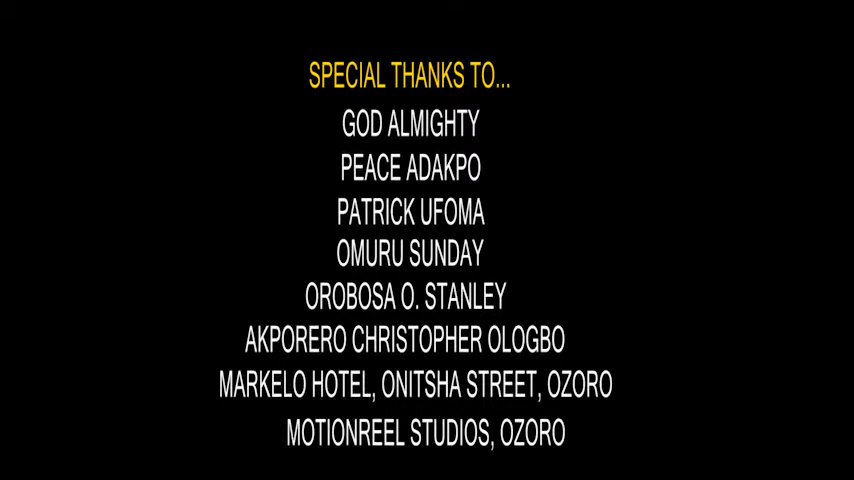 SPECIAL THANKS TO...
GOD ALMIGHTY
PEACE ADAKPO
PATRICK UFOMA
OMURU SUNDAY
OROBOSA O. STANLEY
AKPORERO CHRISTOPHER OLOGBO
MARKELO HOTEL, ONITSHA STREET, OZORO
MOTIONREEL STUDIOS, OZORO